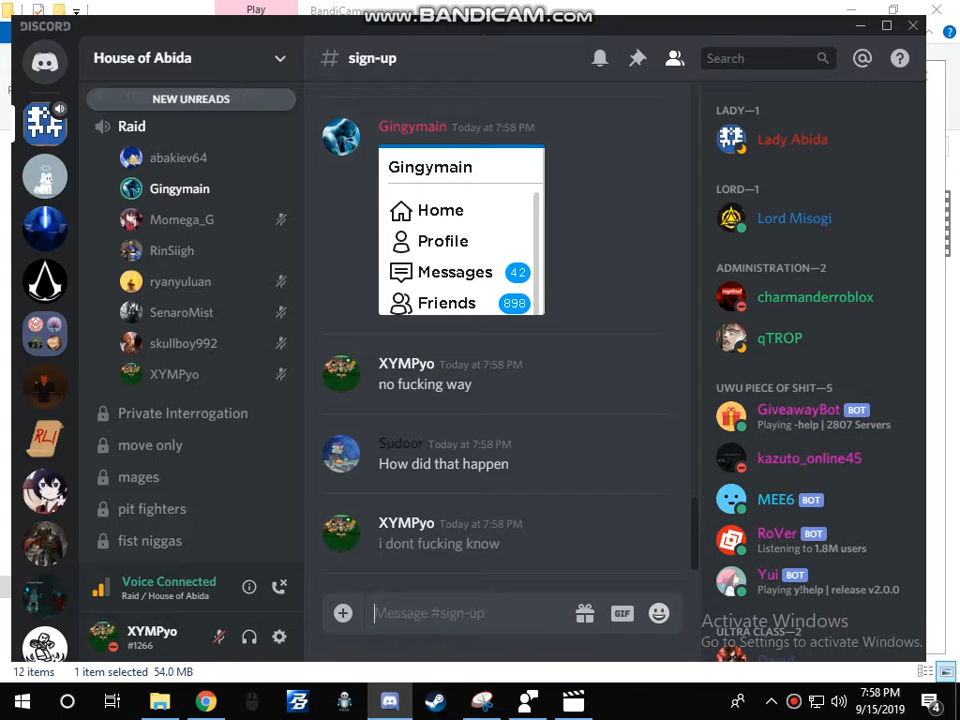 Play
BandiCam
www.BANDICAM.com
DISCORD
House of Abida
# sign-up
Search
NEW UNREADS
Raid
abakiev64
Gingymain
Momega_G
RinSiigh
ryanyuluan
SenaroMist
skullboy992
XYMPyo
Private Interrogation
move only
mages
pit fighters
fist niggas
Voice Connected
Raid / House of Abida
XYMPyo
#1266
RLI
Gingymain Today at 7:58 PM
Gingymain
Home
Profile
Messages 42
Friends 898
XYMPyo Today at 7:58 PM
no fucking way
Sudoor Today at 7:58 PM
How did that happen
XYMPyo Today at 7:58 PM
i dont fucking know
Message #sign-up
GIF
LADY—1
Lady Abida
LORD—1
Lord Misogi
ADMINISTRATION—2
charmanderroblox
qTROP
UWU PIECE OF SHIT—5
GiveawayBot BOT
Playing -help | 2807 Servers
kazuto_online45
MEE6 BOT
RoVer BOT
Listening to 1.8M users
Yui BOT
Playing y!help | release v2.0.0
ULTRA CLASS—2
Activate Windows
Go to Settings to activate Windows.
12 items 1 item selected 54.0 MB
7:58 PM
9/15/2019
4